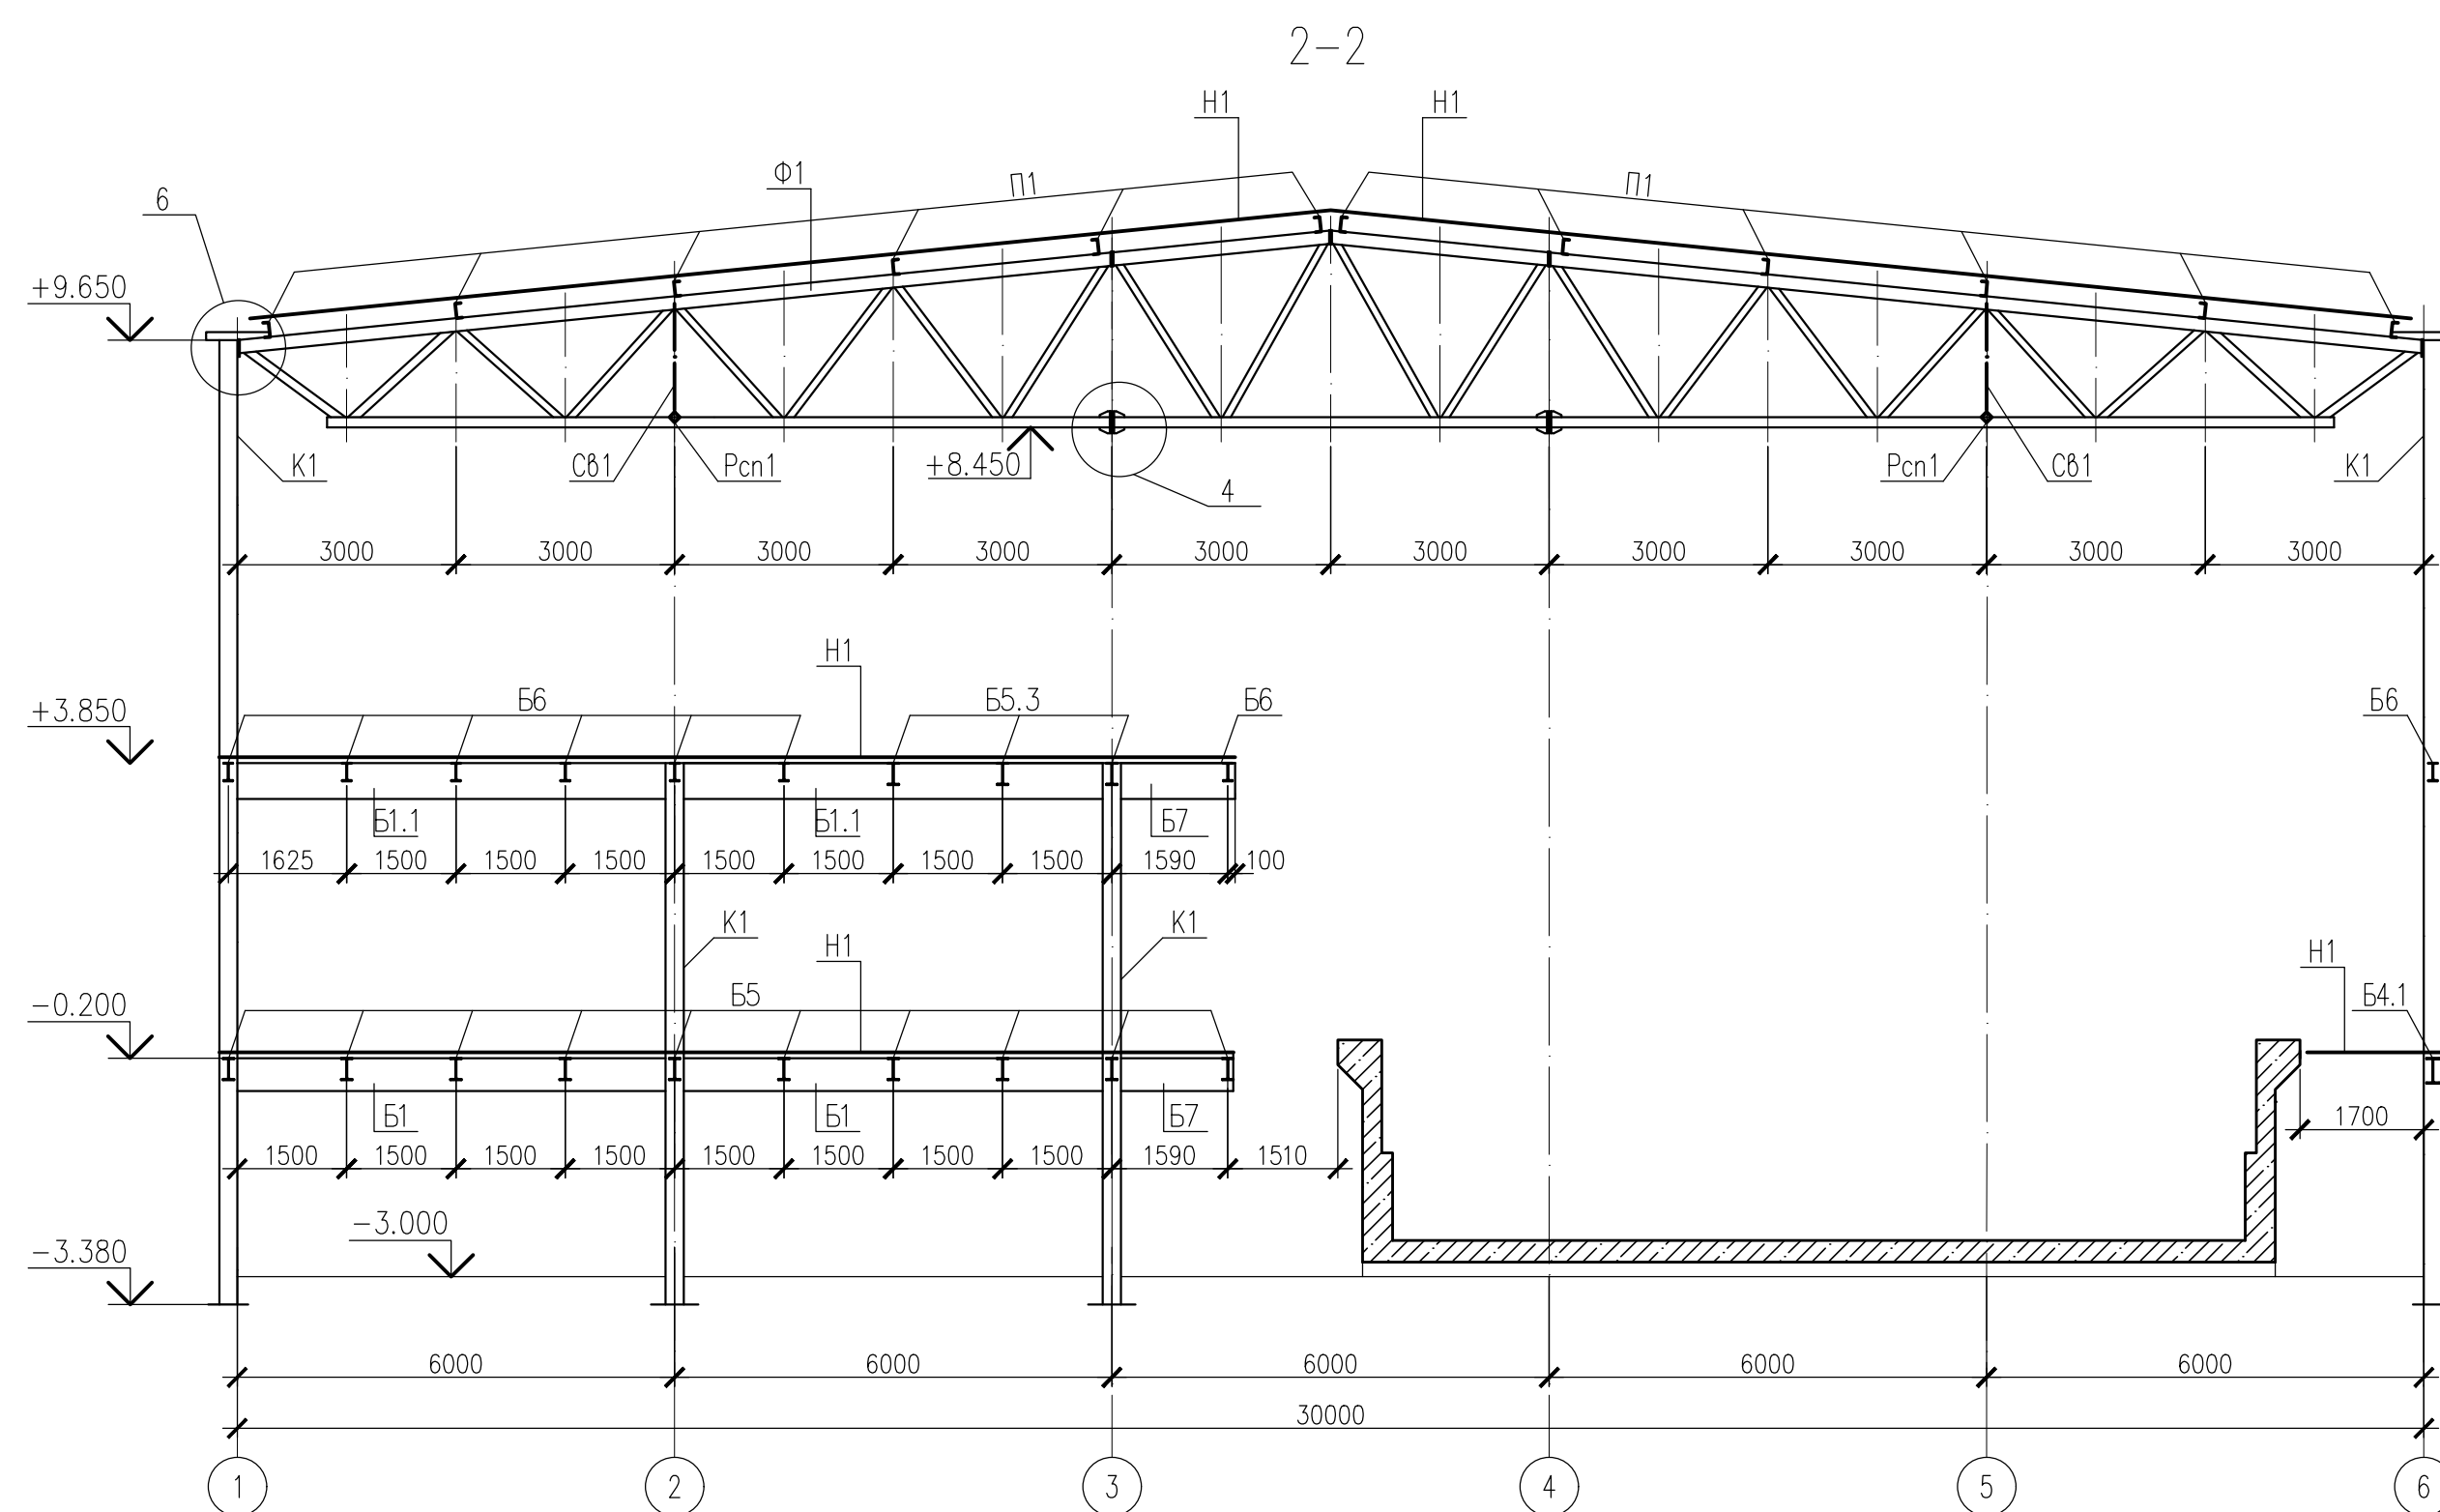 2-2
Н1 Н1
Ф1 П1 П1
6
+9.650
К1 Св1 Рсп1 +8.450 4 Рсп1 Св1 К1
3000 3000 3000 3000 3000 3000 3000 3000 3000 3000
Н1
+3.850 Б6 Б5.3 Б6 Б6
Б1.1 Б1.1 Б7
1625 1500 1500 1500 1500 1500 1500 1500 1590 100
К1 К1
Н1 Н1
-0.200 Б5 Б4.1
Б1 Б1 Б7 1700
1500 1500 1500 1500 1500 1500 1500 1500 1590 1510
-3.000
-3.380
6000 6000 6000 6000 6000
30000
1 2 3 4 5 6